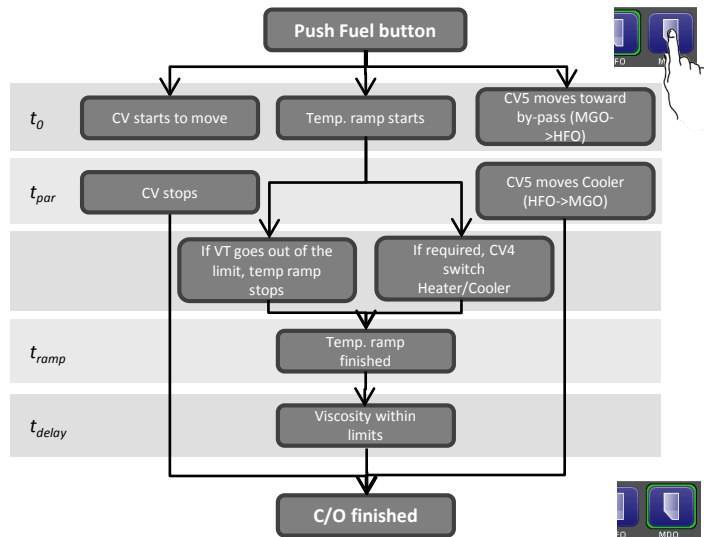 Push Fuel button
FO
M
t0
CV starts to move
Temp. ramp starts
CV5 moves toward
by-pass (MGO-
>HFO)
tpar
CV stops
CV5 moves Cooler
(HFO->MGO)
If VT goes out of the
limit, temp ramp
stops
If required, CV4
switch
Heater/Cooler
tramp
Temp. ramp
finished
tdelay
Viscosity within
limits
C/O finished
FO
MDO